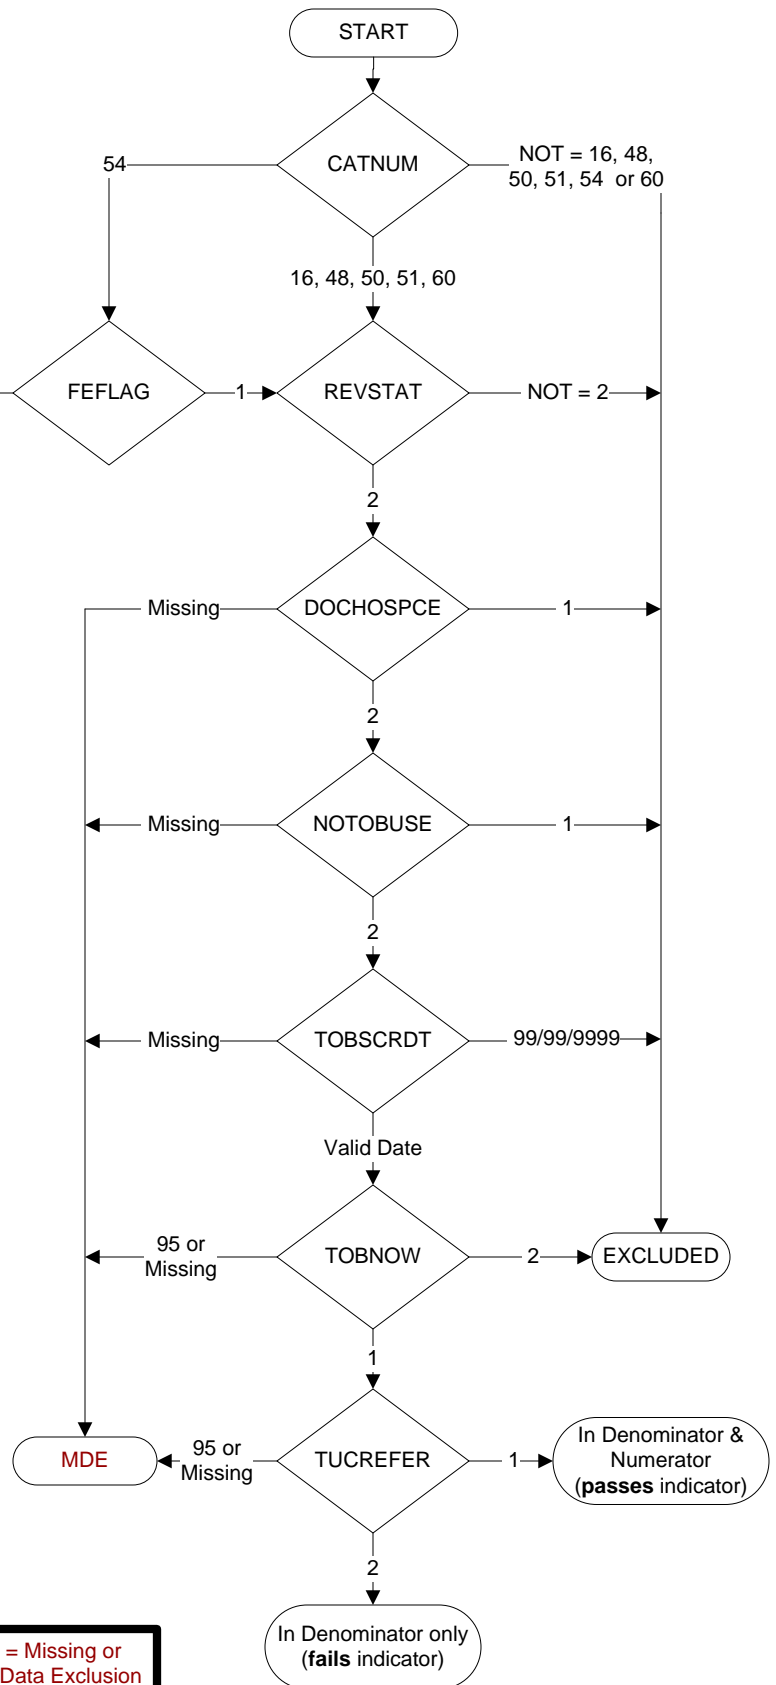 START
CATNUM
54
NOT = 16, 48,
50, 51, 54 or 60
16, 48, 50, 51, 60
FEFLAG
1
REVSTAT
NOT = 2
2
Missing
DOCHOSPCE
1
2
Missing
NOTOBUSE
1
2
Missing
TOBSCRDT
99/99/9999
Valid Date
95 or
Missing
TOBNOW
2
EXCLUDED
1
MDE
95 or
Missing
TUCREFER
1
In Denominator &
Numerator
(passes indicator)
2
In Denominator only
(fails indicator)
= Missing or
Data Exclusion